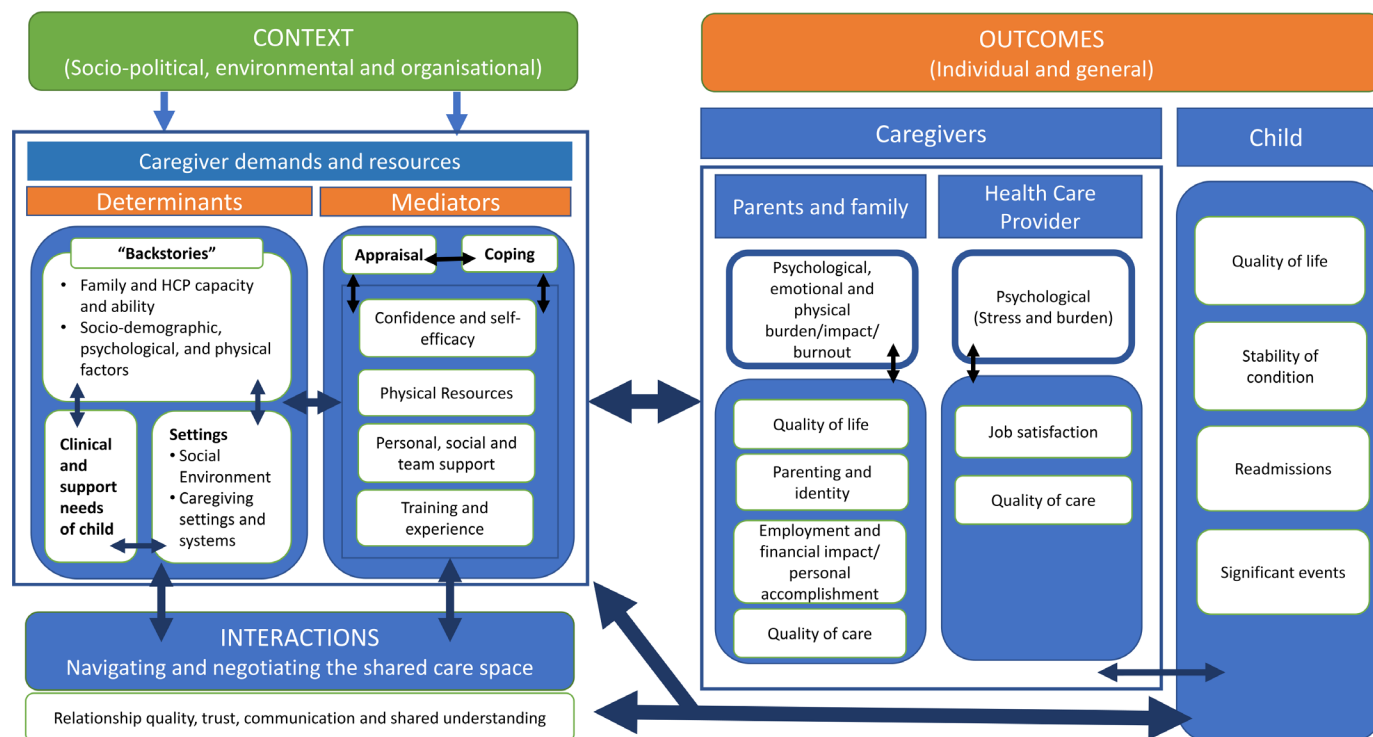 CONTEXT
(Socio-political, environmental and organisational)
Caregiver demands and resources
Determinants
“Backstories”
• Family and HCP capacity
and ability
• Socio-demographic,
psychological, and physical
factors
Clinical
and
support
needs
of child
Settings
• Social
Environment
• Caregiving
settings and
systems
Mediators
Appraisal
Coping
Confidence and self-
efficacy
Physical Resources
Personal, social and
team support
Training and
experience
INTERACTIONS
Navigating and negotiating the shared care space
Relationship quality, trust, communication and shared understanding
OUTCOMES
(Individual and general)
Caregivers
Parents and family
Psychological,
emotional and
physical
burden/impact/
burnout
Quality of life
Parenting and
identity
Employment and
financial impact/
personal
accomplishment
Quality of care
Health Care
Provider
Psychological
(Stress and burden)
Job satisfaction
Quality of care
Child
Quality of life
Stability of
condition
Readmissions
Significant events